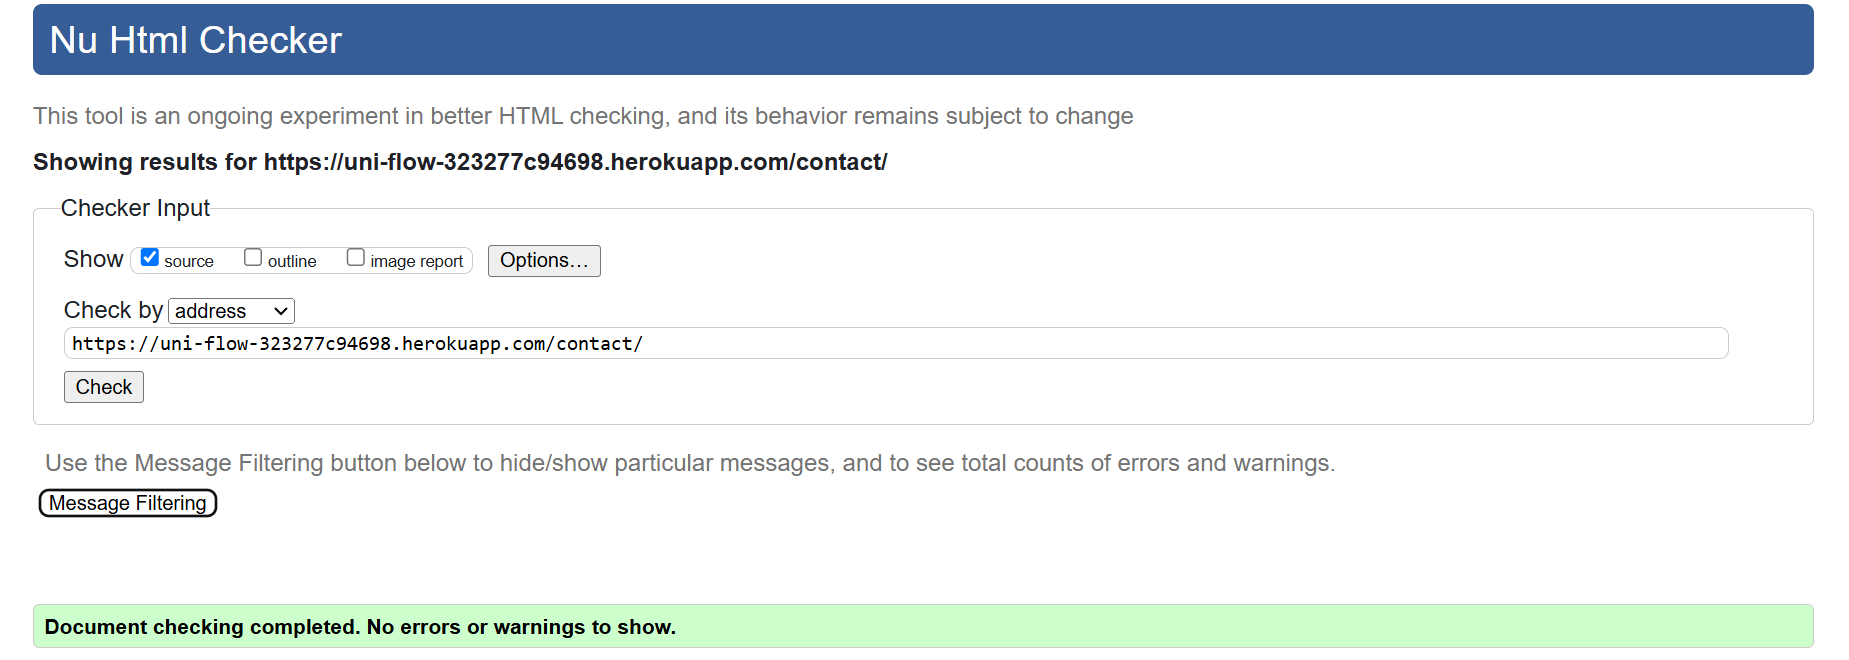 Nu Html Checker
This tool is an ongoing experiment in better HTML checking, and its behavior remains subject to change
Showing results for https://uni-flow-323277c94698.herokuapp.com/contact/
Checker Input
Show source outline image report Options...
Check by address
https://uni-flow-323277c94698.herokuapp.com/contact/
Check
Use the Message Filtering button below to hide/show particular messages, and to see total counts of errors and warnings.
Message Filtering
Document checking completed. No errors or warnings to show.